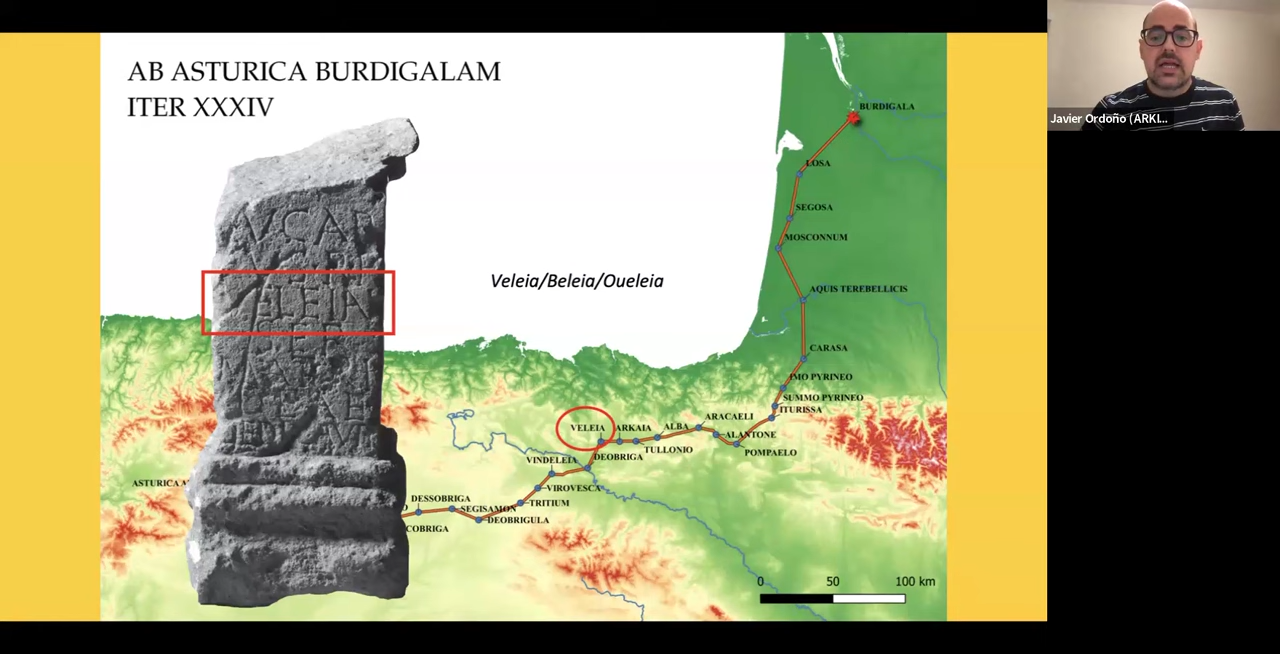 AB ASTURICA BURDIGALAM
ITER XXXIV
BURDIGALA
LOSA
SEGOSA
MOSCONNUM
AQUIS TEREBELLICIS
CARASA
IMO PYRINEO
SUMMO PYRINEO
ITURISSA
Veleia/Beleia/Oueleia
ELEIA
VELEIA
ARKAIA
ALBA
ARACAELI
TULLONIO
ALANTONE
POMPAELO
DEOBRIGA
VINDELEIA
VIROVESCA
TRITIUM
DESSOBRIGA
SEGISAMON
DEOBRIGULA
COBRIGA
ASTURICA A
0 50 100 km
Javier Ordoño (ARKI...